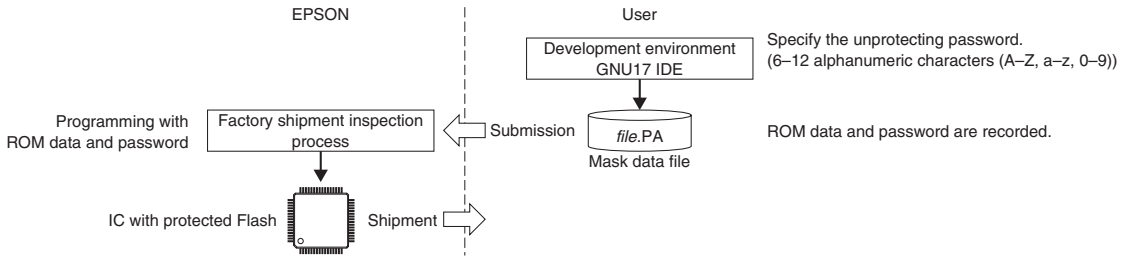 EPSON
User
Development environment
GNU17 IDE
Specify the unprotecting password.
(6–12 alphanumeric characters (A–Z, a–z, 0–9))
Programming with
ROM data and password
Factory shipment inspection
process
Submission
file.PA
Mask data file
ROM data and password are recorded.
IC with protected Flash
Shipment